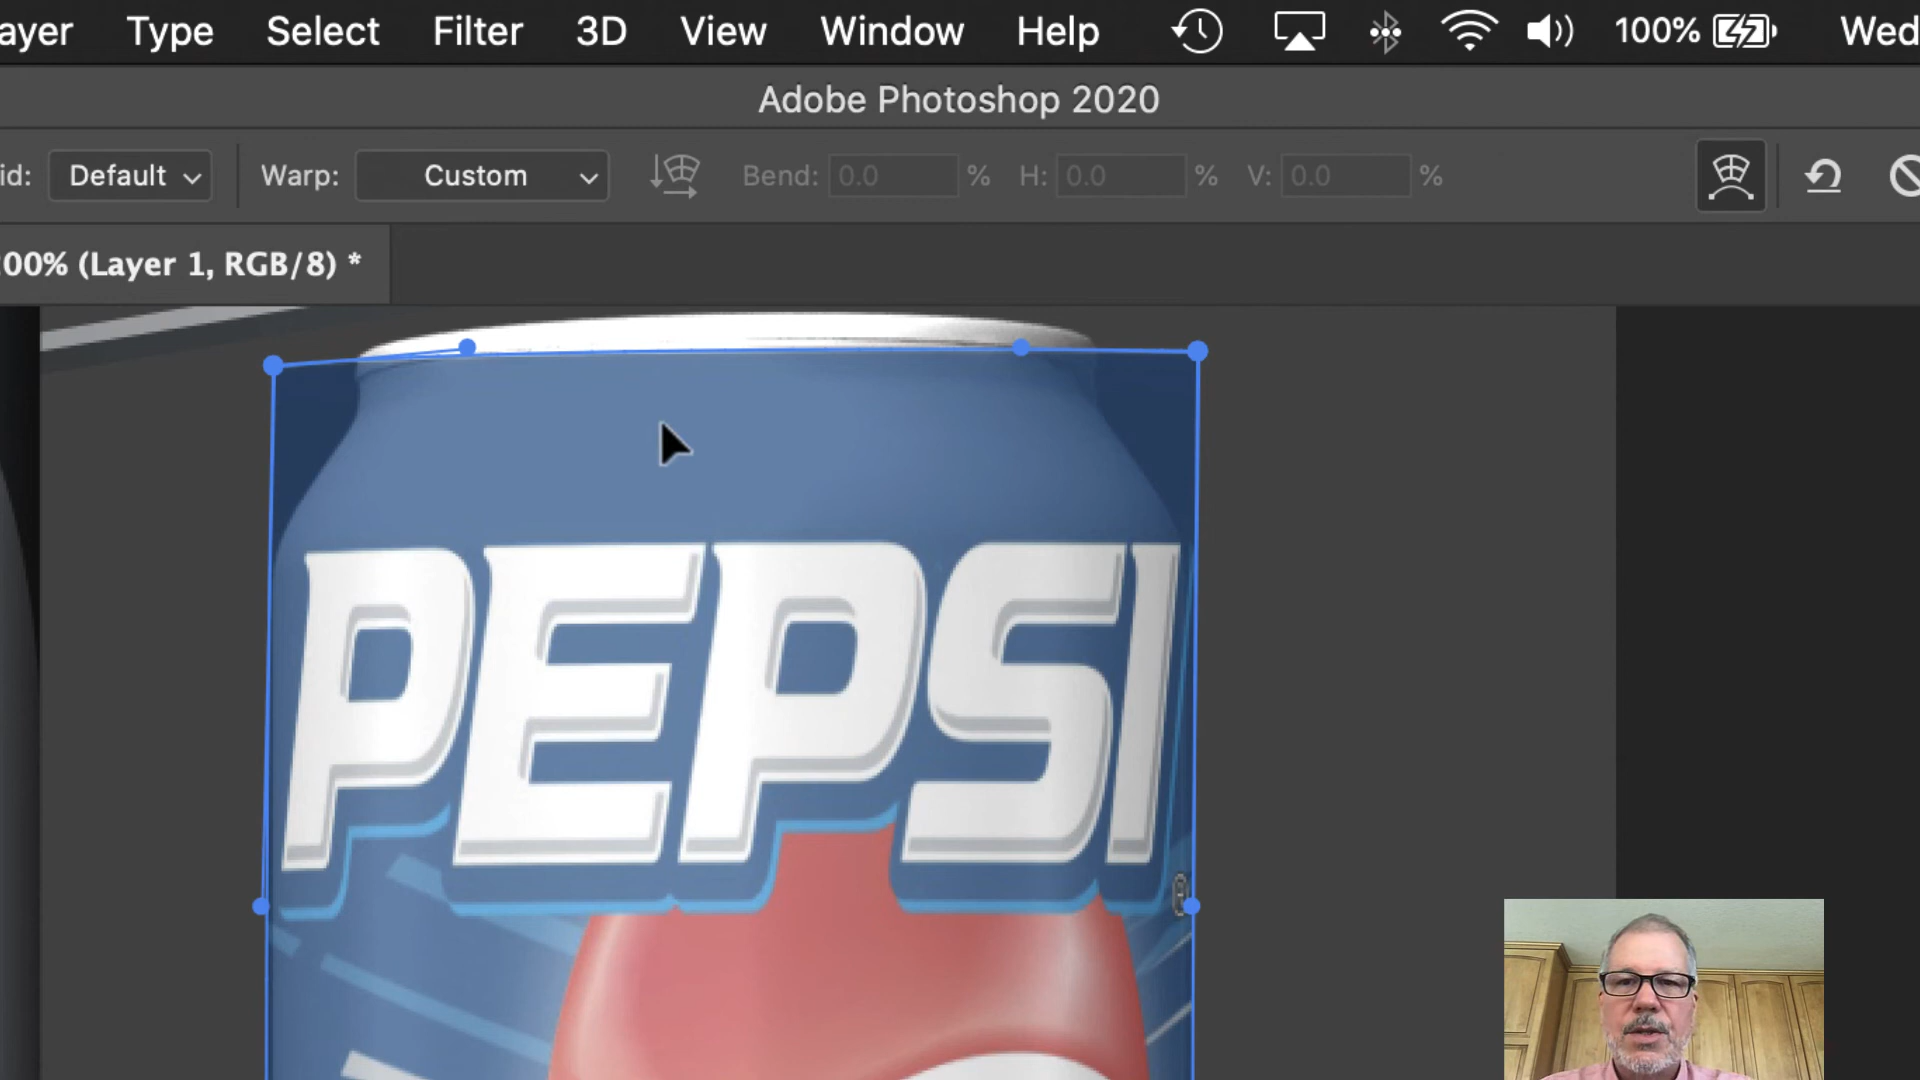 ayer Type Select Filter 3D View Window Help 100% Wed
Adobe Photoshop 2020
id: Default Warp: Custom Bend: 0.0 % H: 0.0 % V: 0.0 %
00% (Layer 1, RGB/8) *
PEPSI